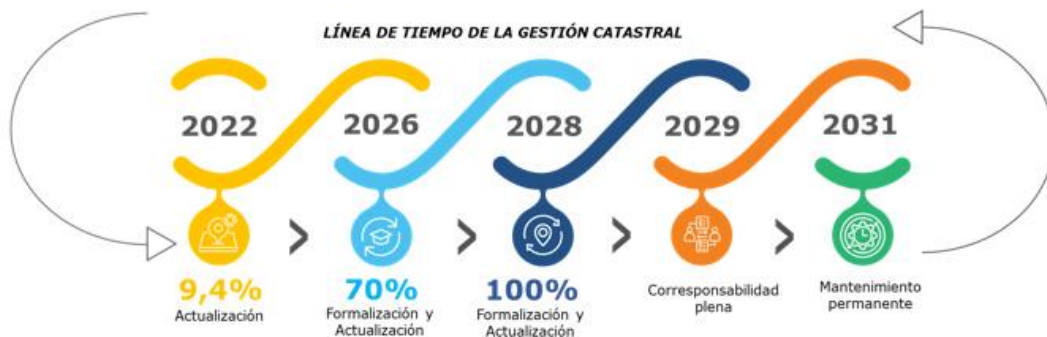 LÍNEA DE TIEMPO DE LA GESTIÓN CATASTRAL
2022
2026
2028
2029
2031
9,4%
Actualización
70%
Formalización y
Actualización
100%
Formalización y
Actualización
Corresponsabilidad
plena
Mantenimiento
permanente